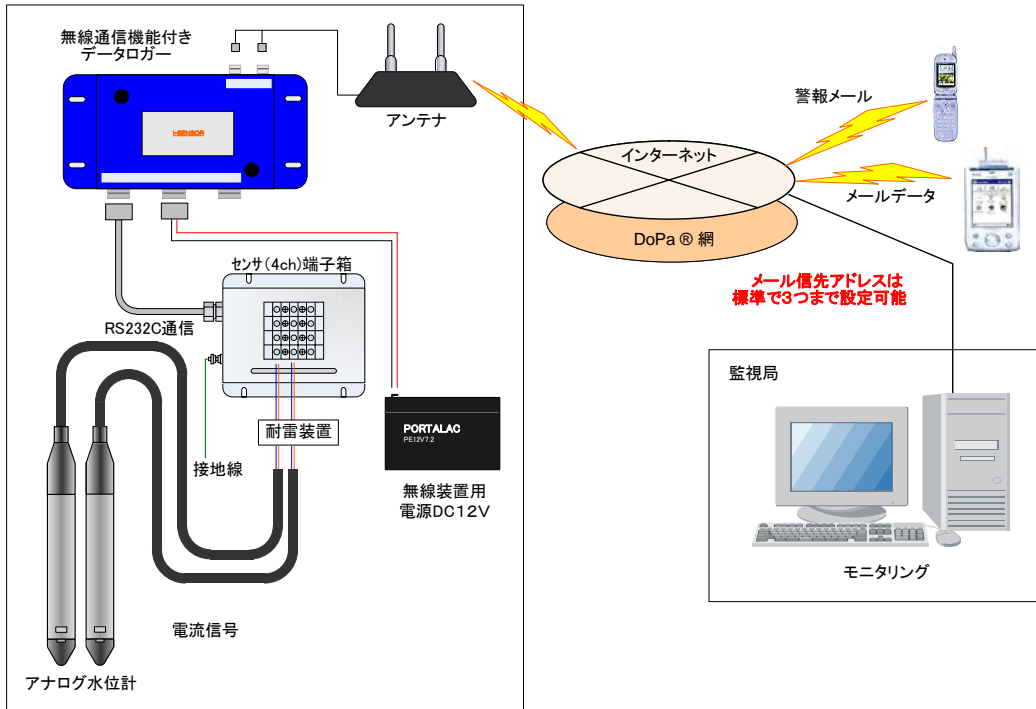 無線通信機能付き
データロガー
i-SENSOR
アンテナ
インターネット
DoPa ® 網
警報メール
メールデータ
メール信先アドレスは
標準で3つまで設定可能
センサ(4ch)端子箱
RS232C通信
接地線
耐雷装置
PORTALAC
PE12V7.2
無線装置用
電源DC12V
電流信号
アナログ水位計
監視局
モニタリング